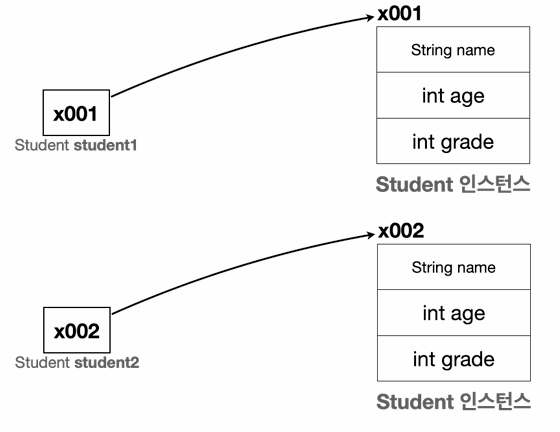 x001
String name
x001
int age
Student student1
int grade
Student 인스턴스
x002
String name
x002
int age
Student student2
int grade
Student 인스턴스